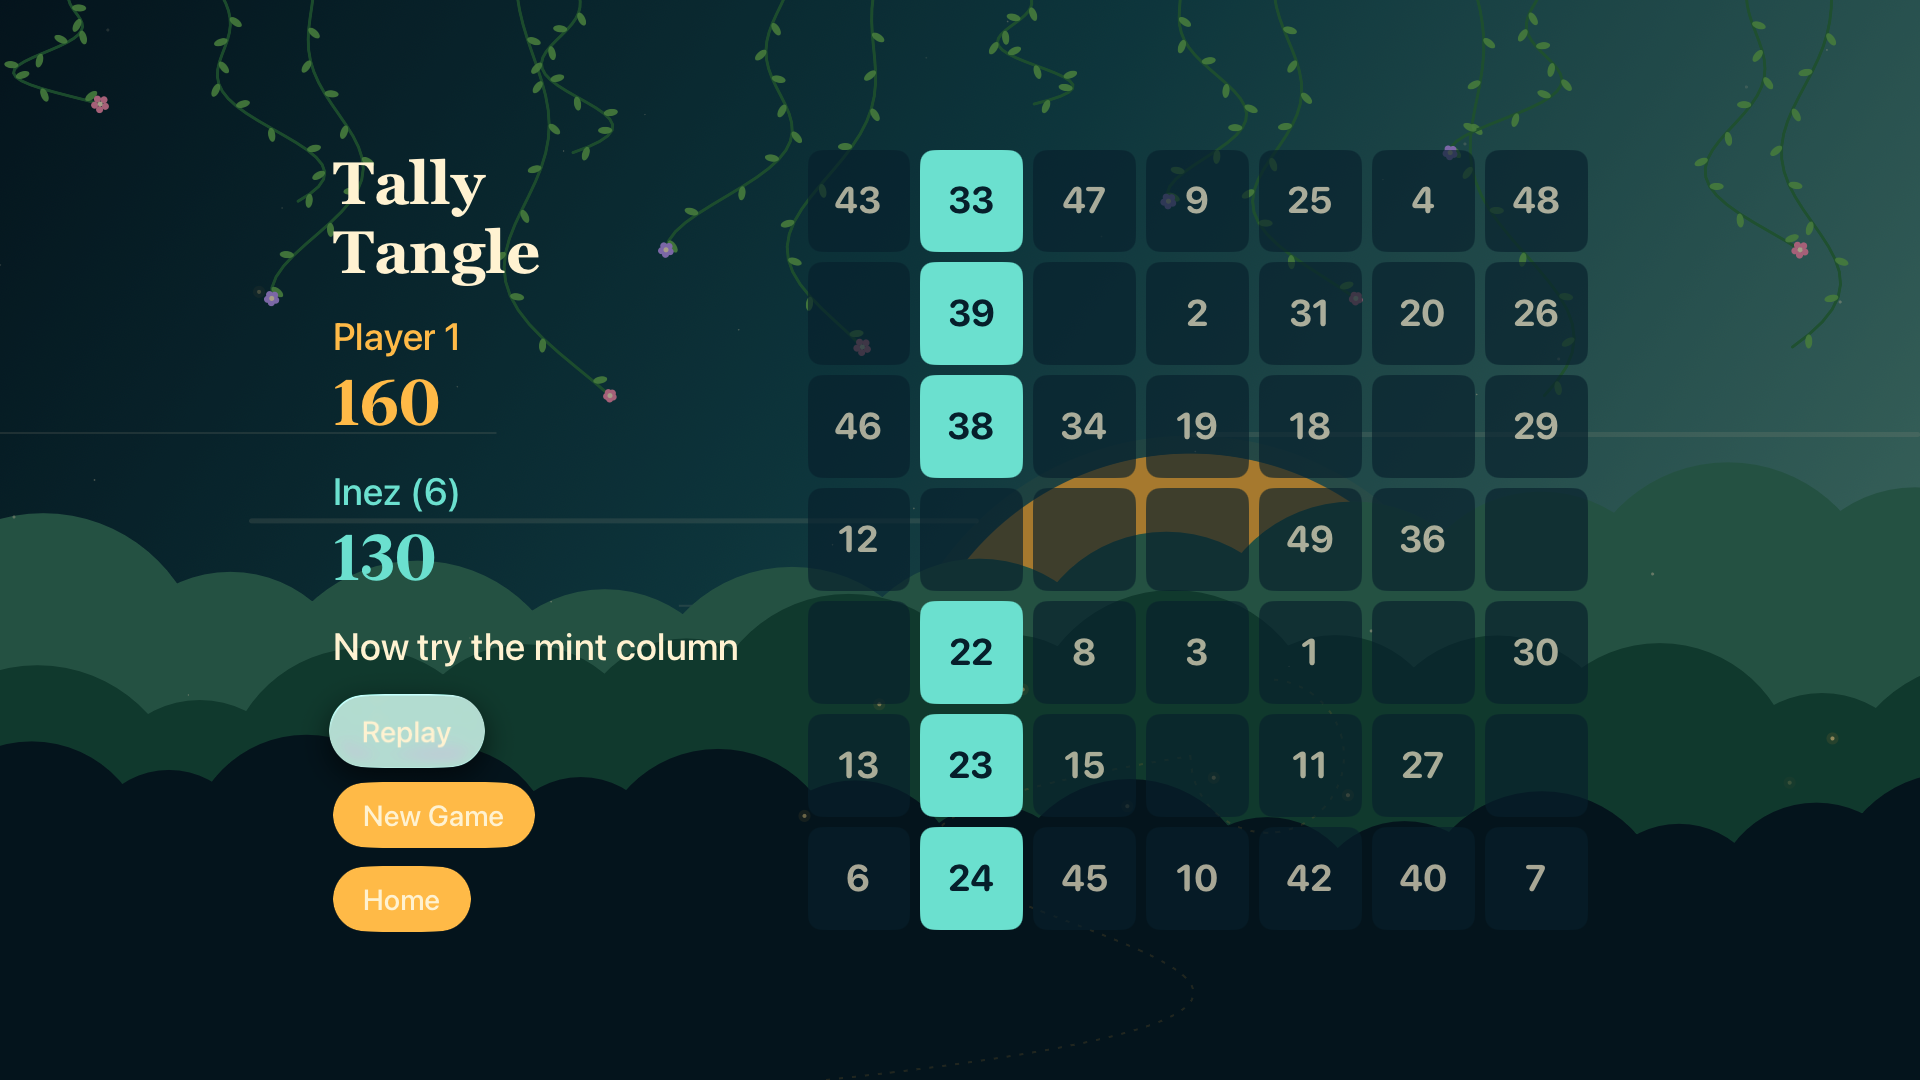 Tally
Tangle
Player 1
160
Inez (6)
130
Now try the mint column
Replay
New Game
Home
43 33 47 9 25 4 48
39 2 31 20 26
46 38 34 19 18 29
12 49 36
22 8 3 1 30
13 23 15 11 27
6 24 45 10 42 40 7